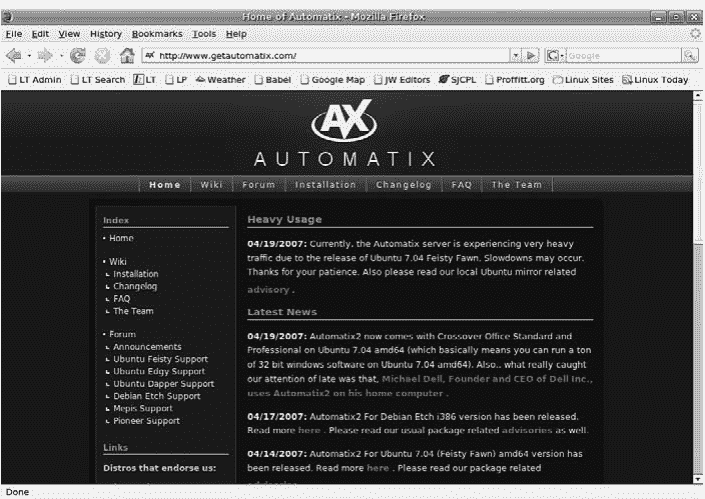 Home of Automatix - Mozilla Firefox
File Edit View History Bookmarks Tools Help
http://www.getautomatix.com/
Google
LT Admin LT Search LT LP Weather Babel Google Map JW Editors SJCPL Proffitt.org Linux Sites Linux Today
AX
AUTOMATIX
Home Wiki Forum Installation Changelog FAQ The Team
Index
Home
Wiki
Installation
Changelog
FAQ
The Team
Forum
Announcements
Ubuntu Feisty Support
Ubuntu Edgy Support
Ubuntu Dapper Support
Debian Etch Support
Mepis Support
Pioneer Support
Links
Distros that endorse us:
Heavy Usage
04/19/2007: Currently, the Automatix server is experiencing very heavy
traffic due to the release of Ubuntu 7.04 Feisty Fawn. Slowdowns may occur.
Thanks for your patience. Also please read our local Ubuntu mirror related
advisory .
Latest News
04/19/2007: Automatix2 now comes with Crossover Office Standard and
Professional on Ubuntu 7.04 amd64 (which basically means you can run a ton
of 32 bit windows software on Ubuntu 7.04 amd64). Also.. what really caught
our attention of late was that, Michael Dell, Founder and CEO of Dell Inc.,
uses Automatix2 on his home computer .
04/17/2007: Automatix2 For Debian Etch i386 version has been released.
Read more here . Please read our usual package related advisories as well.
04/14/2007: Automatix2 For Ubuntu 7.04 (Feisty Fawn) amd64 version has
been released. Read more here . Please read our package related
Done